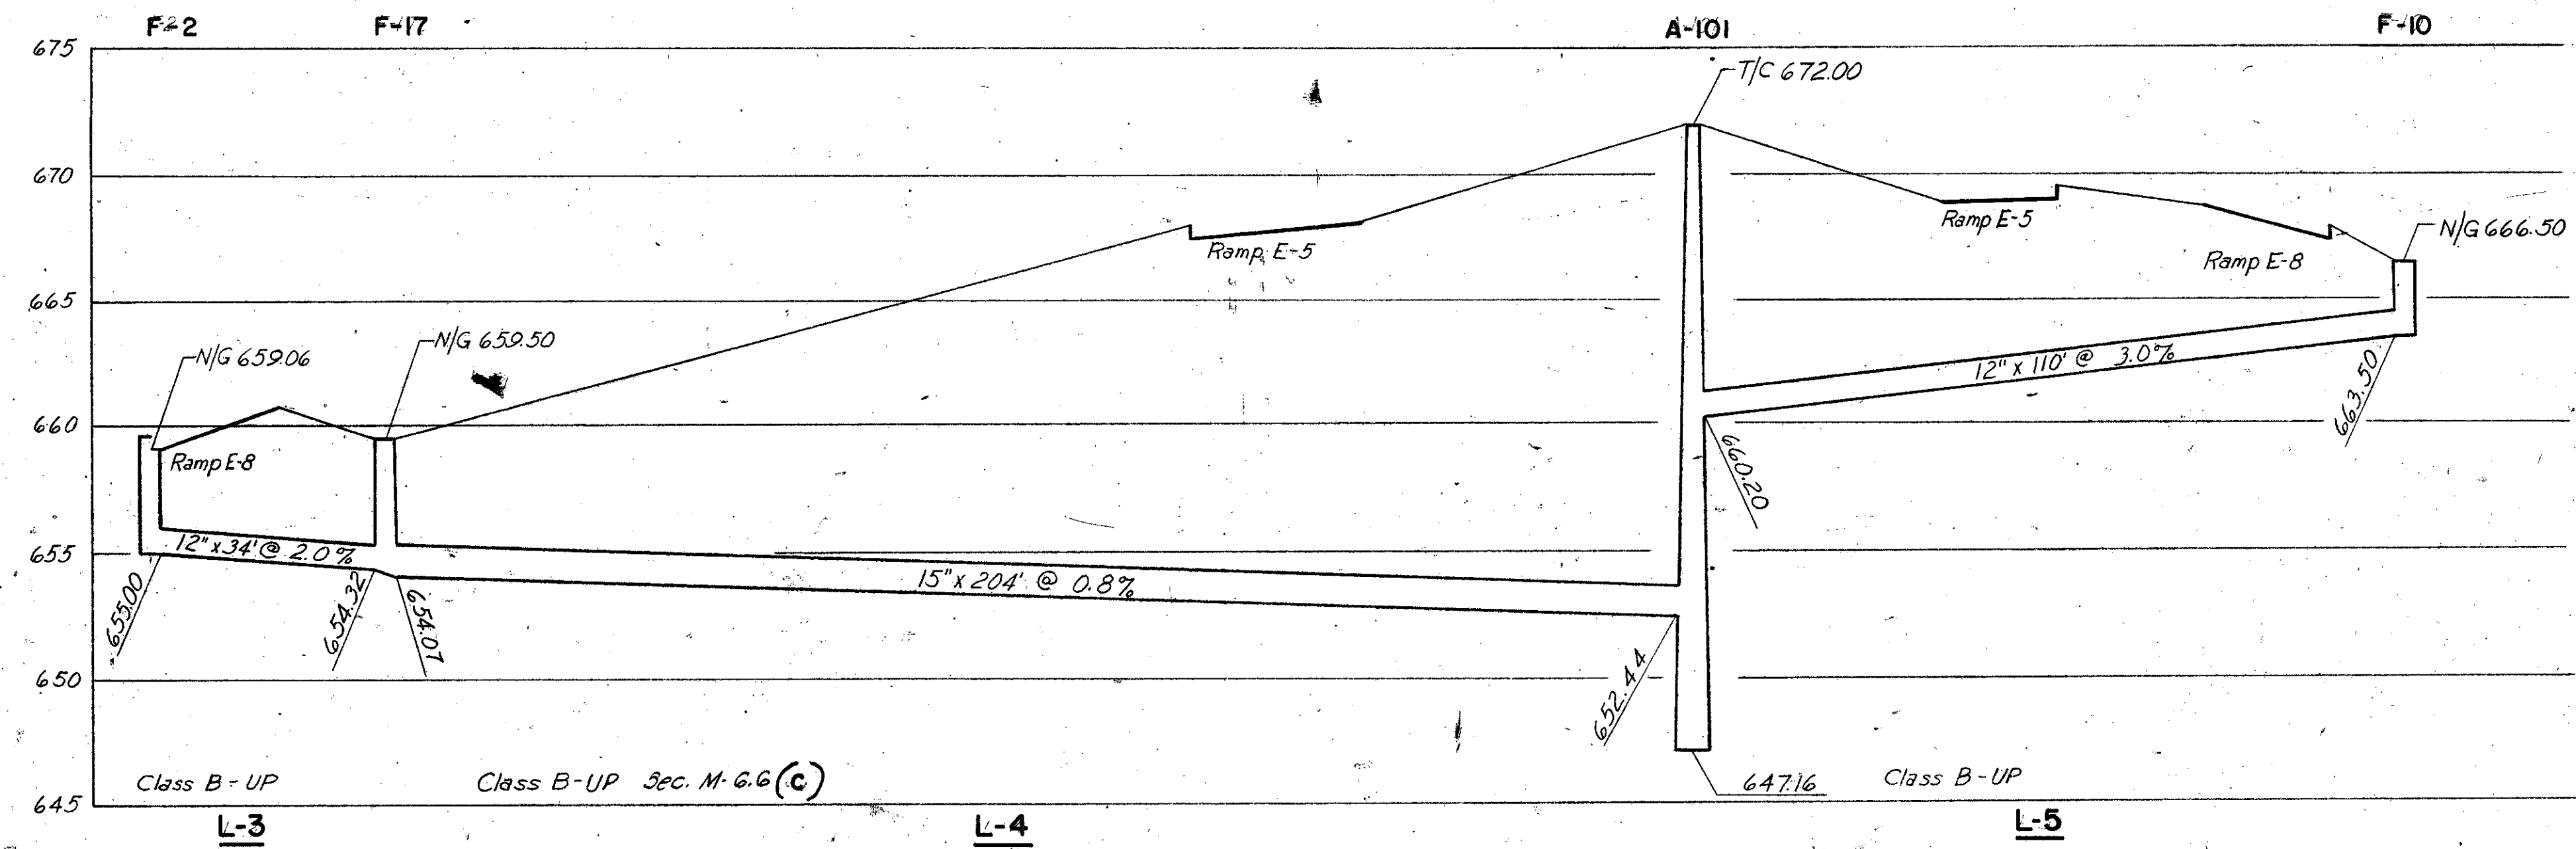 F-22 F-17 A-101 F-10
675
T/C 672.00
670
Ramp E-5
Ramp E-5
N/G 666.50
Ramp E-8
665
N/G 659.06
N/G 659.50
12" x 110' @ 3.0%
663.50
660
660.20
Ramp E-8
655
12" x 34' @ 2.0%
15" x 204' @ 0.8%
655.00
654.32
654.07
652.44
650
Class B-UP
Class B-UP Sec. M-6.6 (C)
647.16
Class B-UP
645
L-3 L-4 L-5